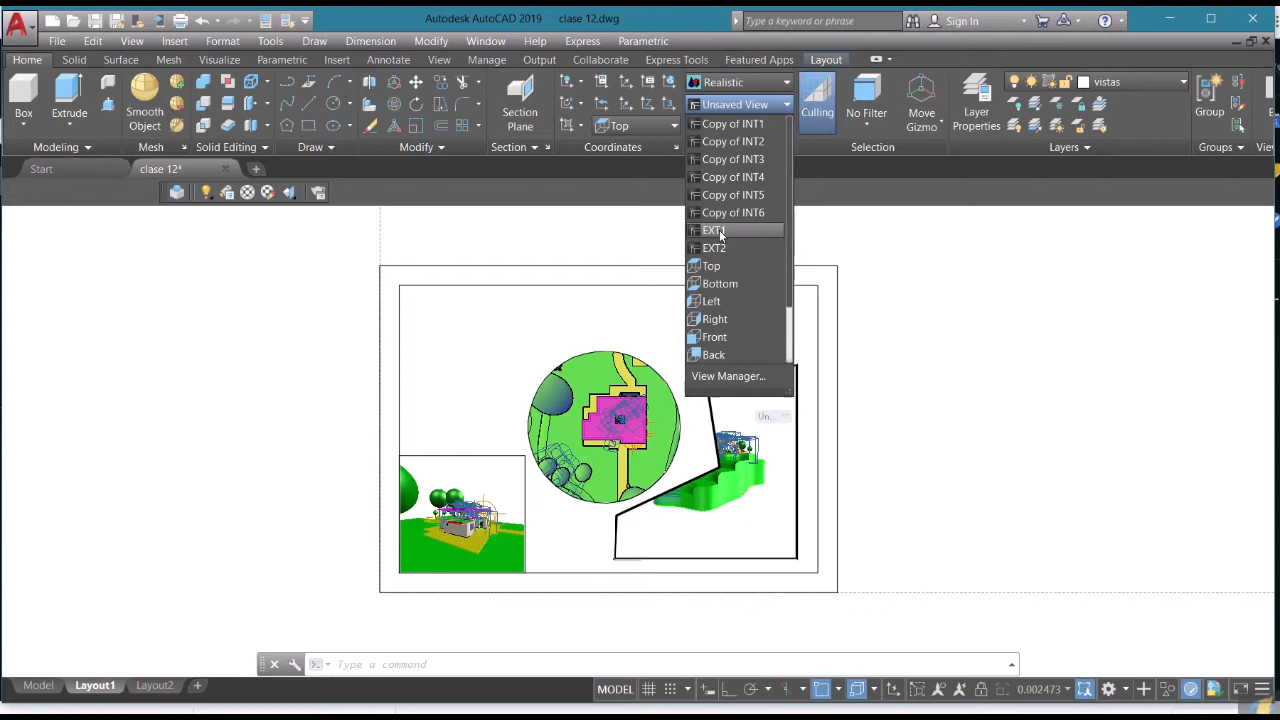 Autodesk AutoCAD 2019 clase 12.dwg
Type a keyword or phrase
Sign In
File Edit View Insert Format Tools Draw Dimension Modify Window Help Express Parametric
Home Solid Surface Mesh Visualize Parametric Insert Annotate View Manage Output Collaborate Express Tools Featured Apps Layout
Box
Extrude
Smooth
Object
Section
Plane
Top
Realistic
Unsaved View
Culling
No Filter
Move
Gizmo
Layer
Properties
vistas
Group
Modeling Mesh Solid Editing Draw Modify Section Coordinates Selection Layers Groups
Start
clase 12*
Copy of INT1
Copy of INT2
Copy of INT3
Copy of INT4
Copy of INT5
Copy of INT6
EXT1
EXT2
Top
Bottom
Left
Right
Front
Back
View Manager...
Un...
Type a command
Model Layout1 Layout2
MODEL
0.002473